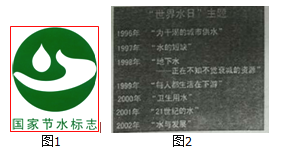 国家节水标志
图1
“世界水日”主题
1996年 “为干渴的城市供水”
1997年 “水的短缺”
1998年 “地下水
——正在不知不觉衰减的资源”
1999年 “与人都生活在下游”
2000年 “卫生用水”
2001年 “21世纪的水”
2002年 “水与发展”
图2